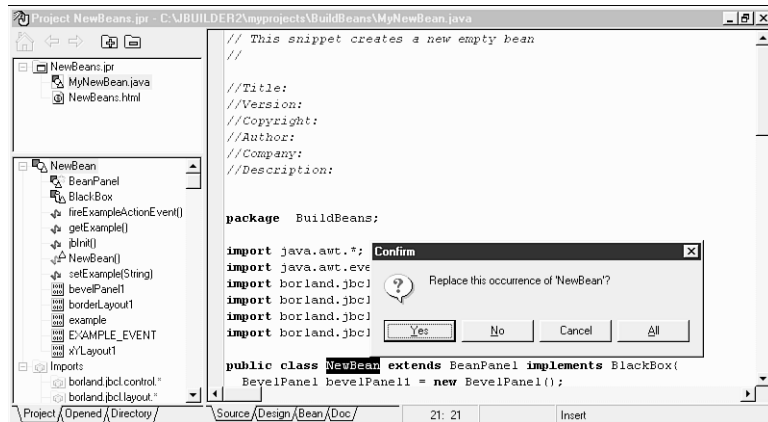 Project NewBeans.jpr - C:\JBUILDER2\myprojects\BuildBeans\MyNewBean.java
NewBeans.jpr
MyNewBean.java
NewBeans.html
NewBean
BeanPanel
BlackBox
fireExampleActionEvent()
getExample()
jbInit()
NewBean()
setExample(String)
bevelPanel1
borderLayout1
example
EXAMPLE_EVENT
xYLayout1
Imports
borland.jbcl.control.*
borland.jbcl.layout.*
Project Opened Directory
// This snippet creates a new empty bean
//
//Title:
//Version:
//Copyright:
//Author:
//Company:
//Description:
package BuildBeans;
import java.awt.*;
import java.awt.eve
import borland.jbcl
import borland.jbcl
import borland.jbcl
import borland.jbcl
public class NewBean extends BeanPanel implements BlackBox{
BevelPanel bevelPanel1 = new BevelPanel();
Confirm
Replace this occurrence of 'NewBean'?
Yes No Cancel All
Source Design Bean Doc
21: 21 Insert